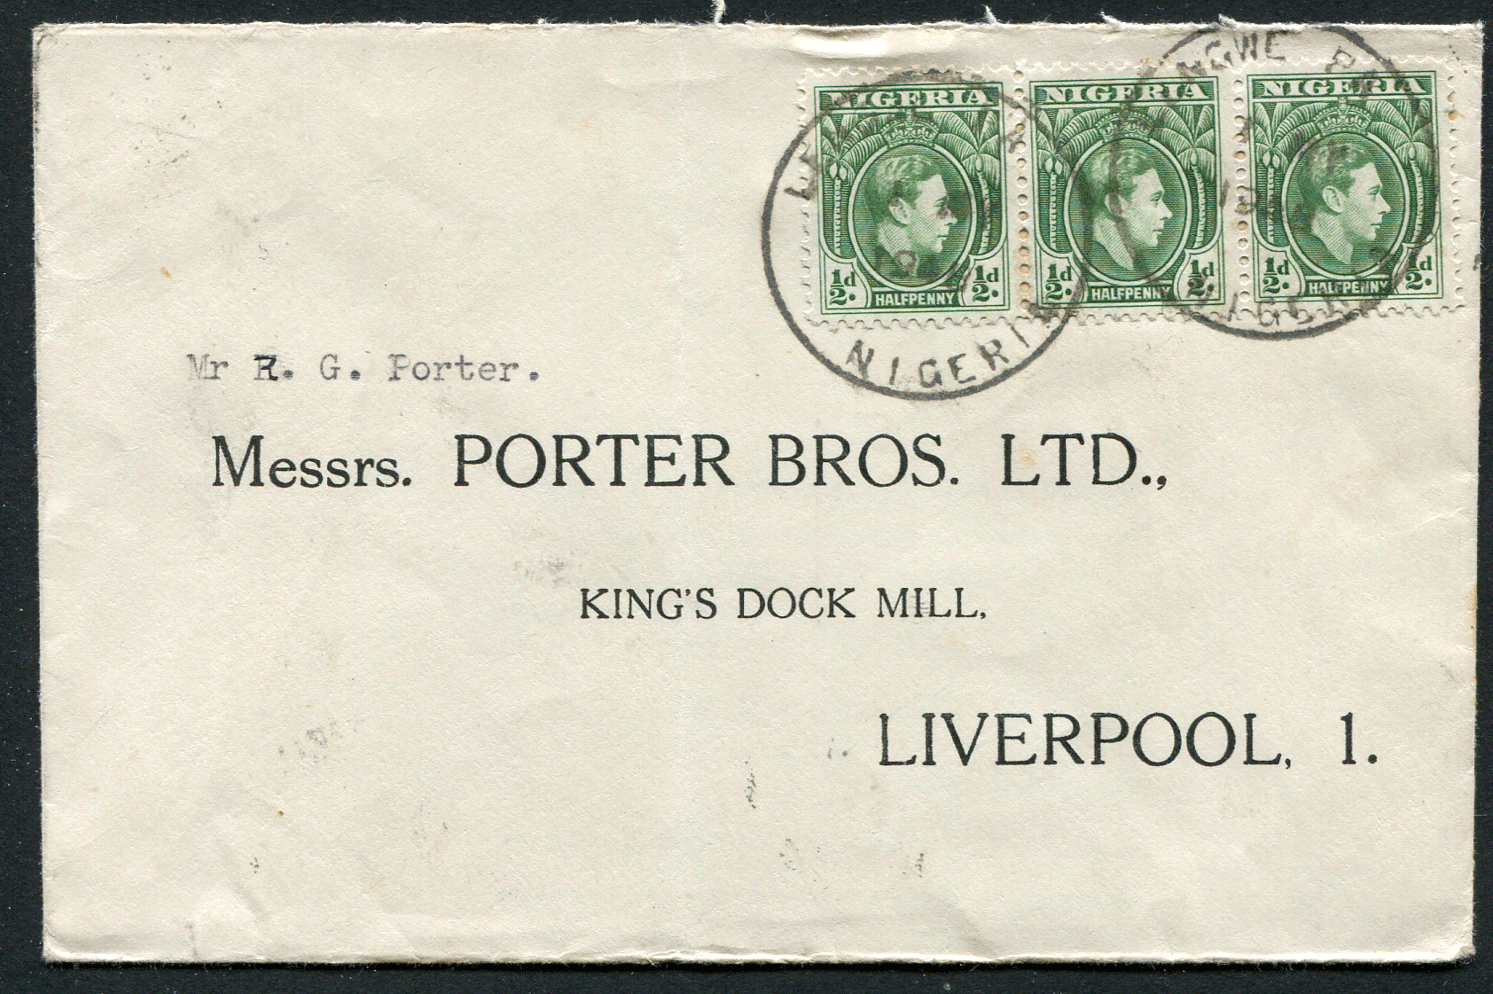 NIGERIA NIGERIA NIGERIA
½d. ½d. ½d. ½d. ½d. ½d.
HALFPENNY HALFPENNY HALFPENNY
NIGERIA
Mr R. G. Porter.
Messrs. PORTER BROS. LTD.,
KING'S DOCK MILL,
LIVERPOOL, 1.